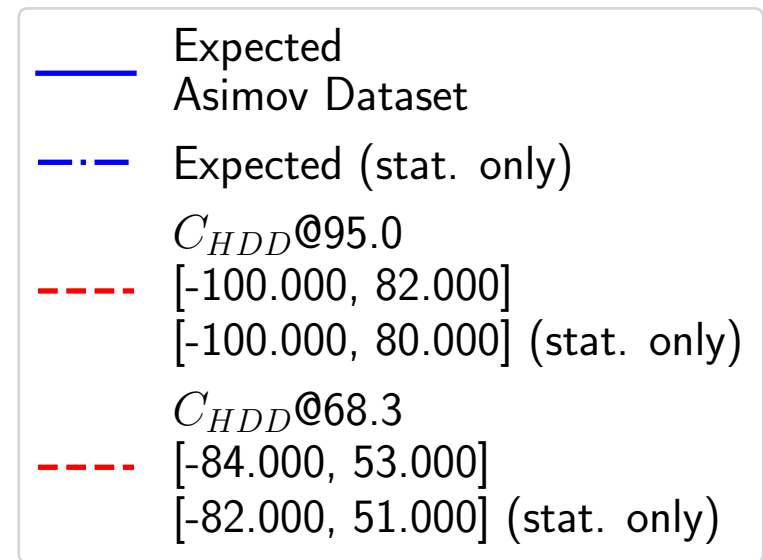 Expected
Asimov Dataset
Expected (stat. only)
C_{HDD}@95.0
[-100.000, 82.000]
[-100.000, 80.000] (stat. only)
C_{HDD}@68.3
[-84.000, 53.000]
[-82.000, 51.000] (stat. only)